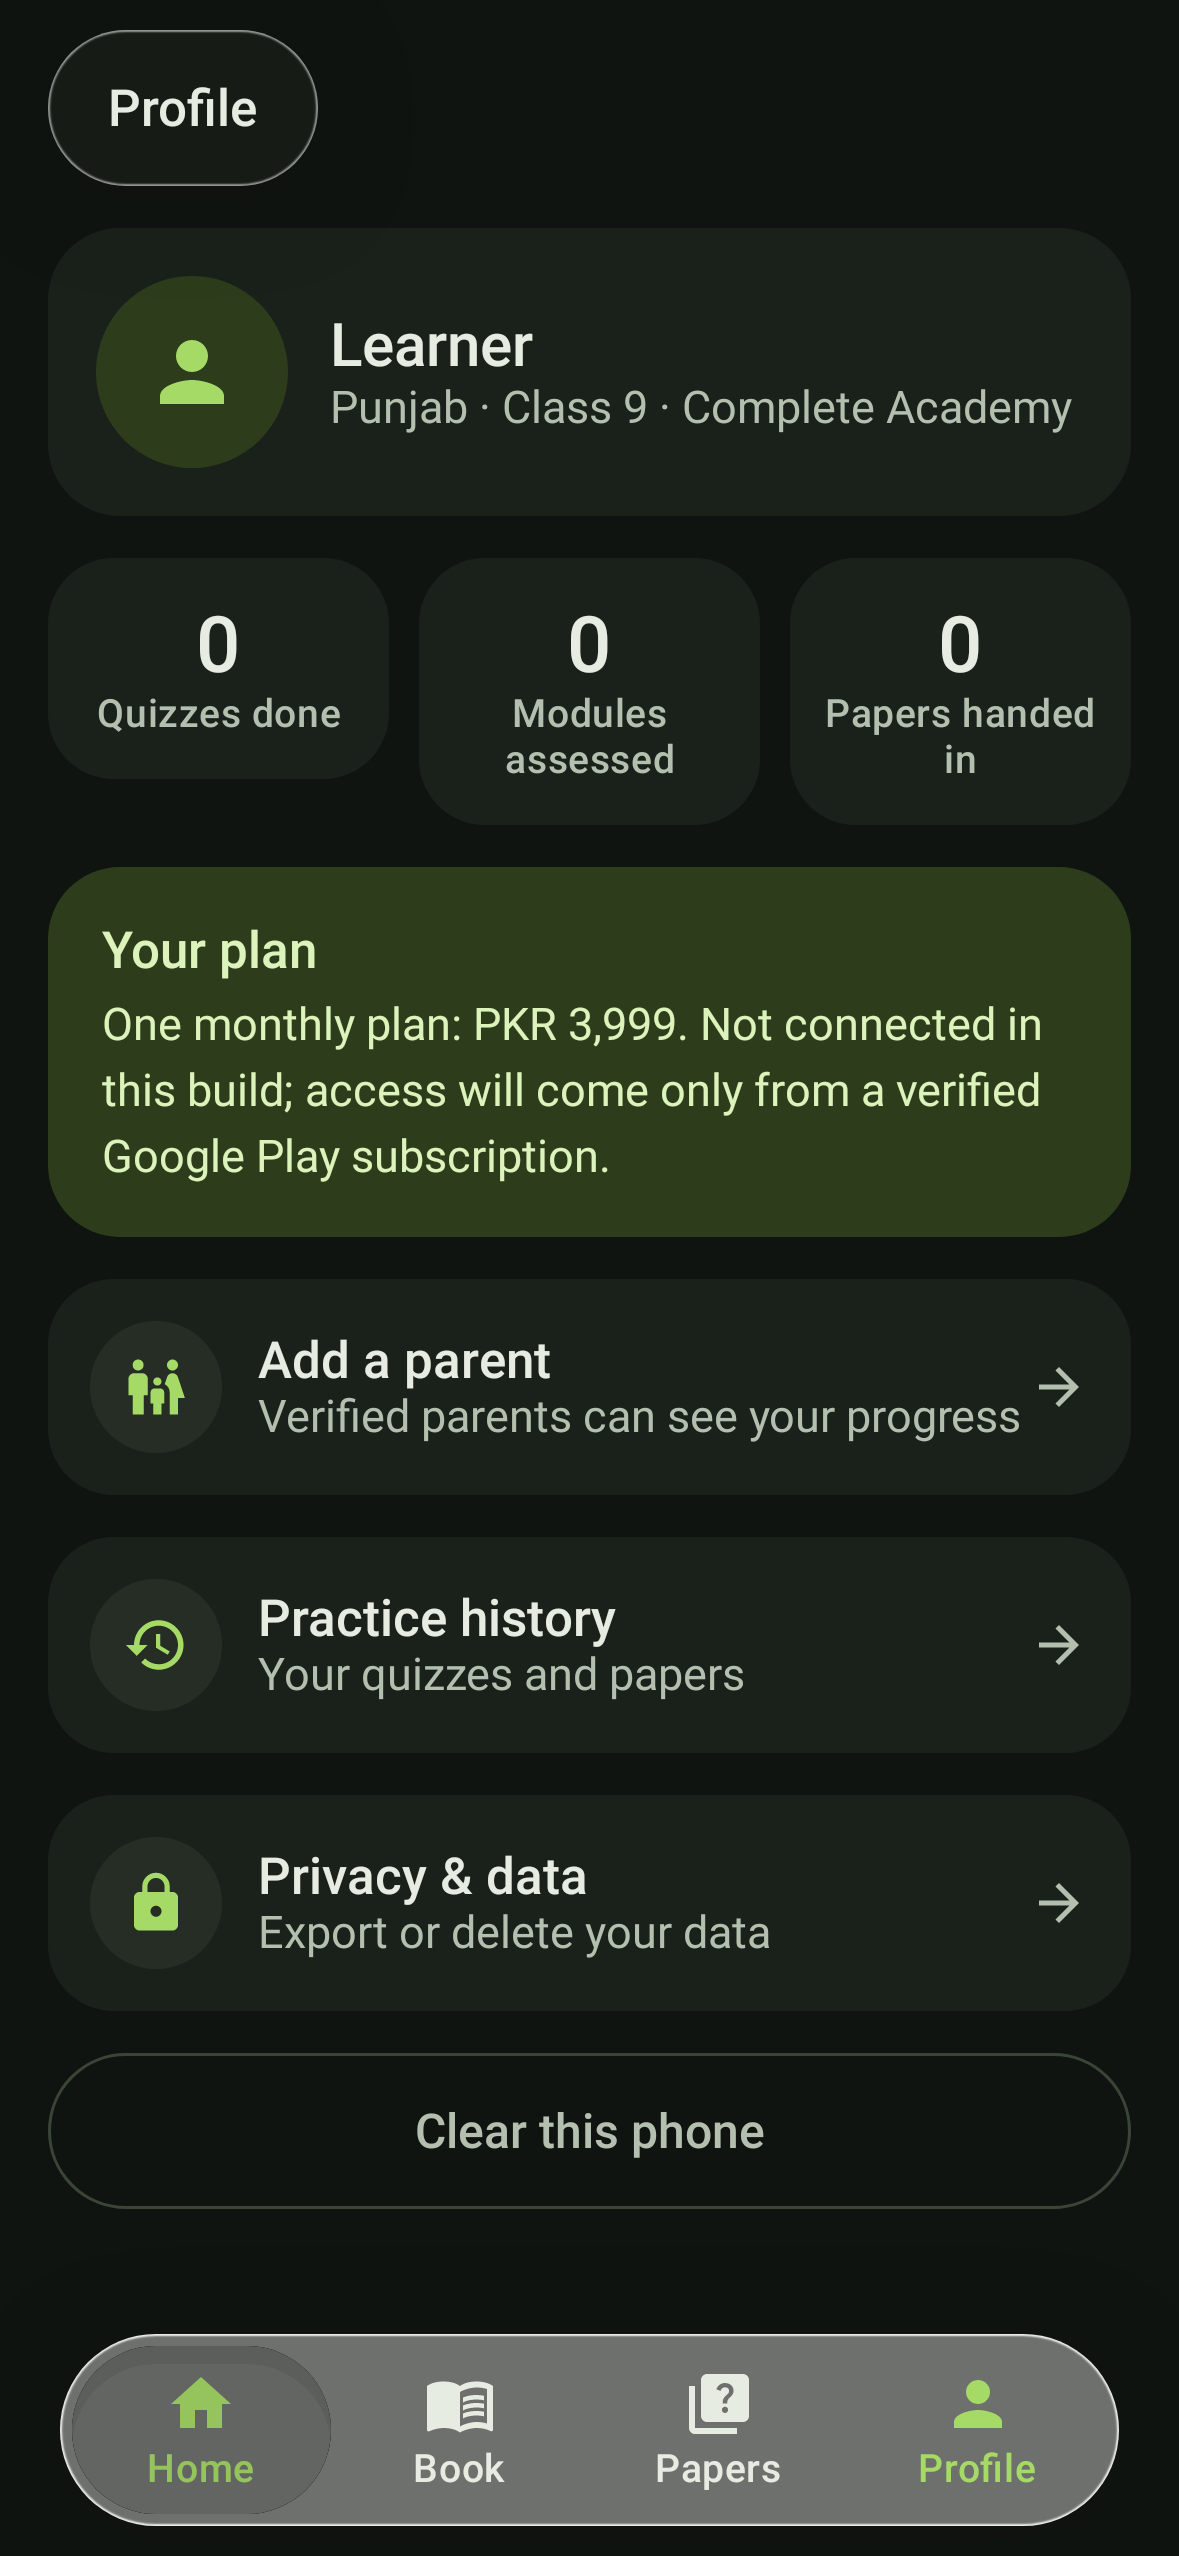 Profile
Learner
Punjab · Class 9 · Complete Academy
0
Quizzes done
0
Modules
assessed
0
Papers handed
in
Your plan
One monthly plan: PKR 3,999. Not connected in
this build; access will come only from a verified
Google Play subscription.
Add a parent
Verified parents can see your progress
Practice history
Your quizzes and papers
Privacy & data
Export or delete your data
Clear this phone
Home
Book
Papers
Profile